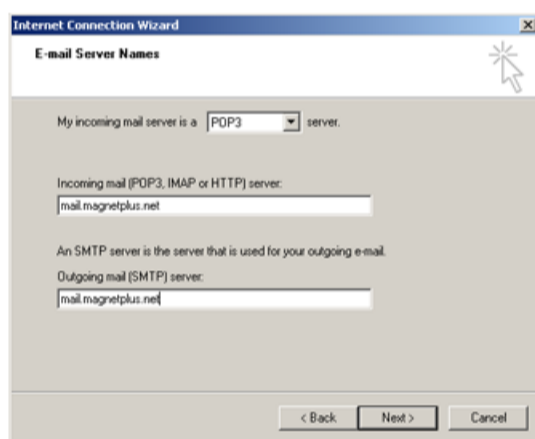 Internet Connection Wizard
E-mail Server Names
My incoming mail server is a POP3 server.
Incoming mail (POP3, IMAP or HTTP) server:
mail.magnetplus.net
An SMTP server is the server that is used for your outgoing e-mail.
Outgoing mail (SMTP) server:
mail.magnetplus.net
< Back Next > Cancel